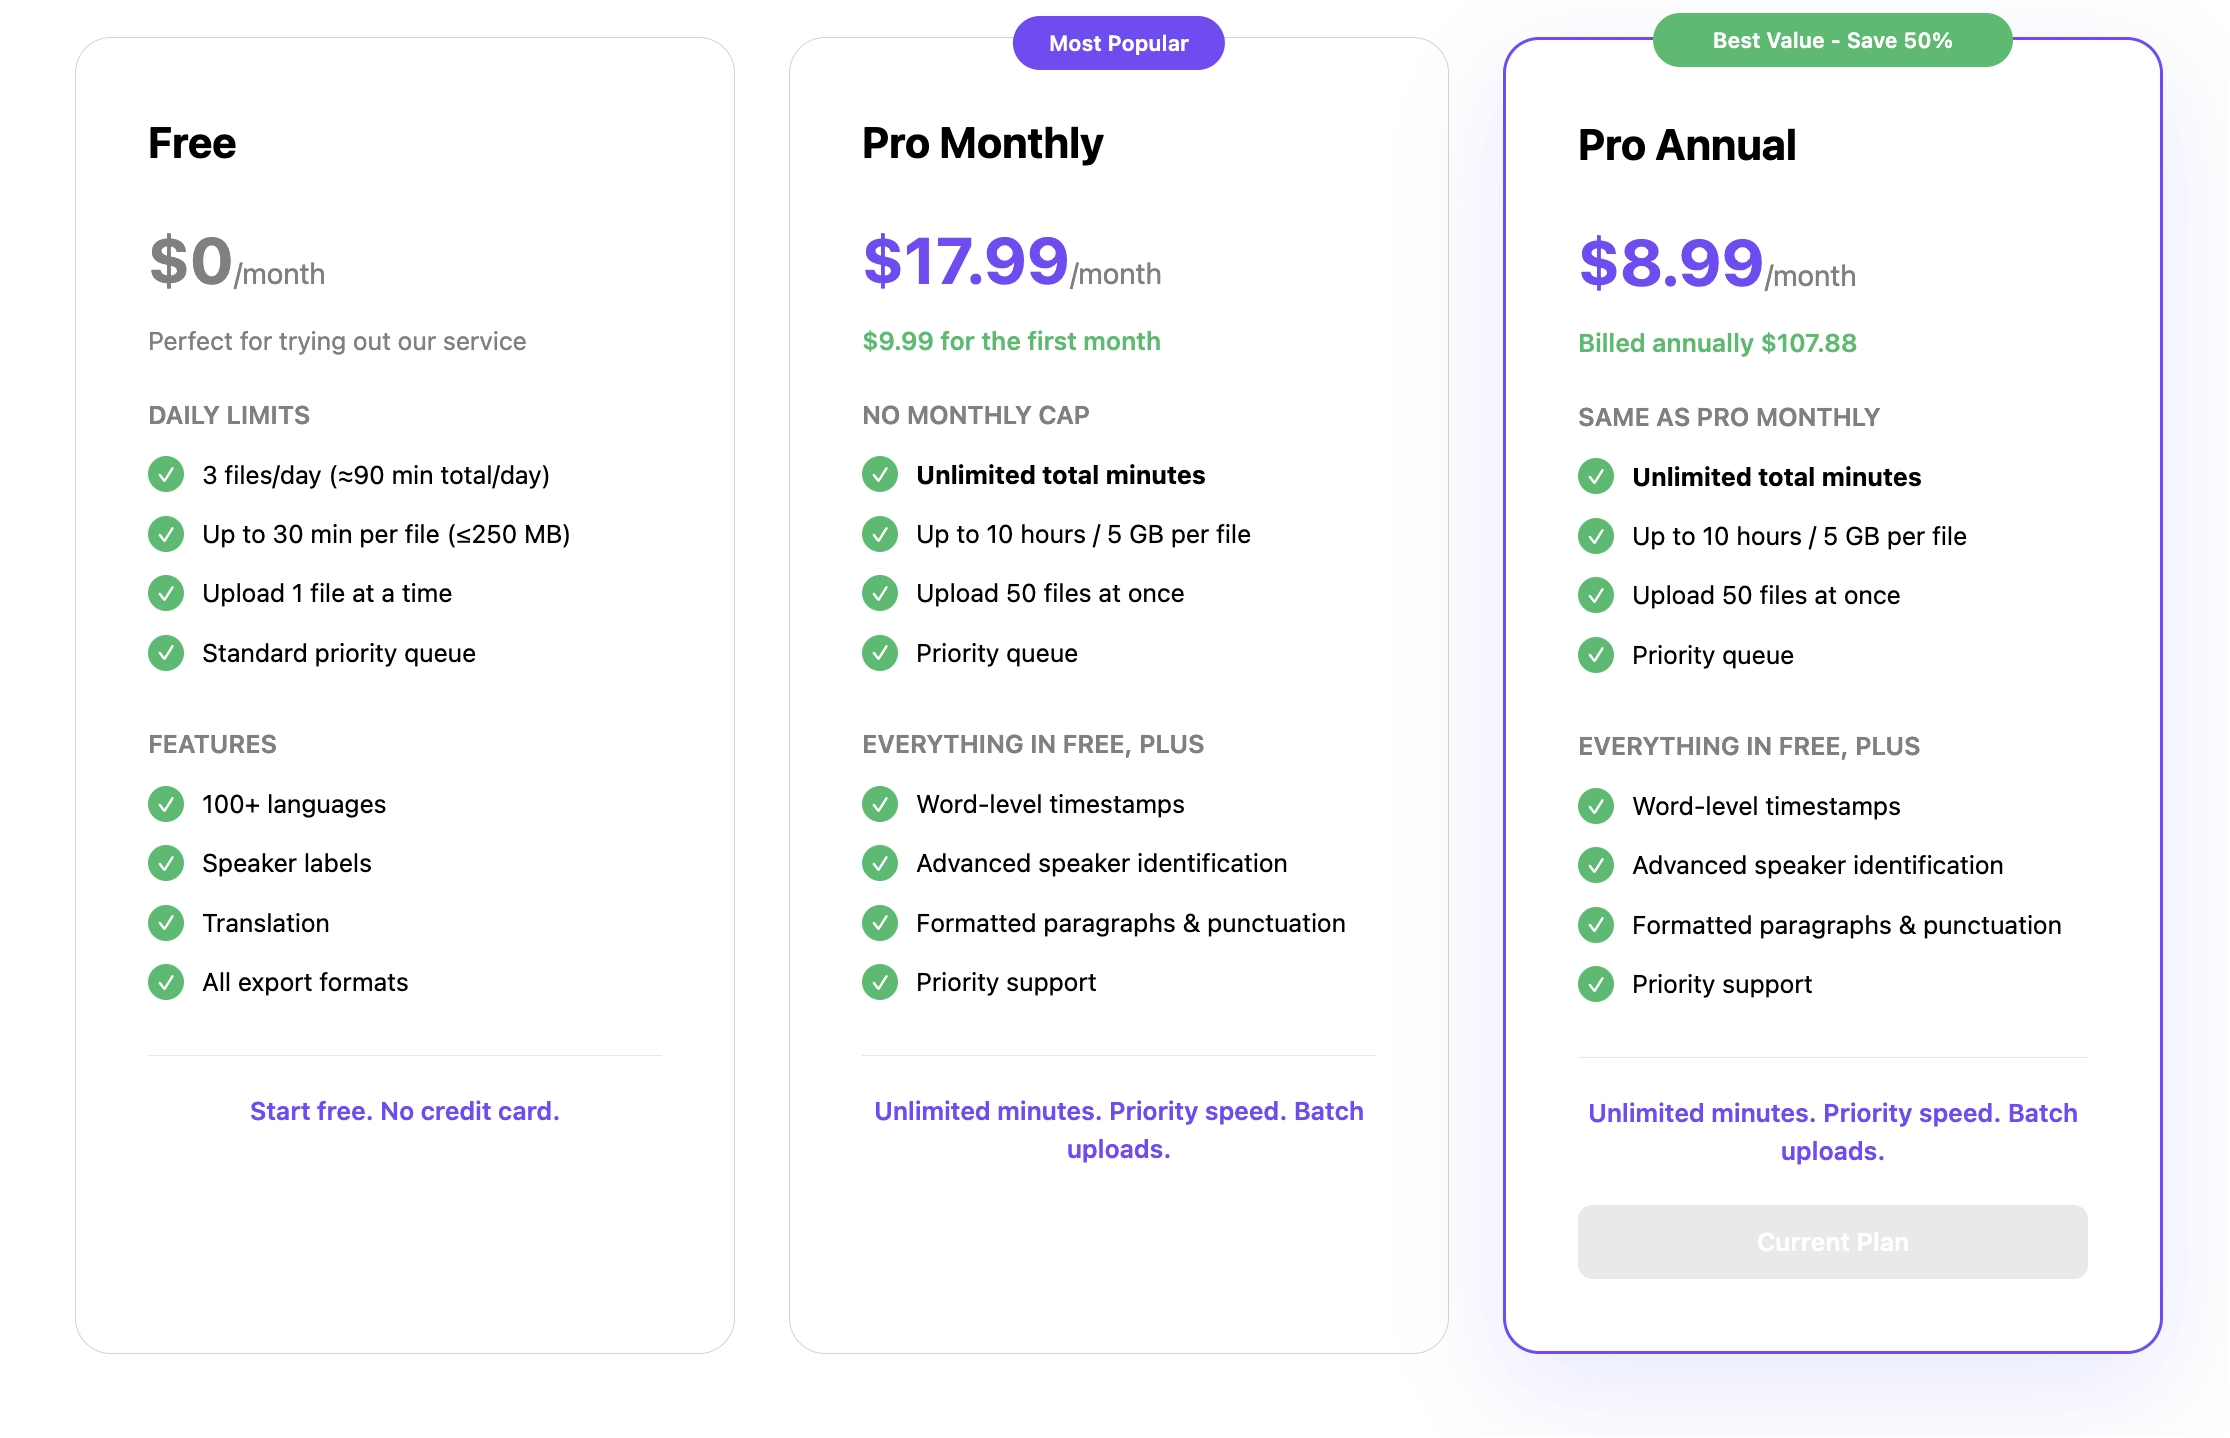 Free
$0/month
Perfect for trying out our service
DAILY LIMITS
3 files/day (≈90 min total/day)
Up to 30 min per file (≤250 MB)
Upload 1 file at a time
Standard priority queue
FEATURES
100+ languages
Speaker labels
Translation
All export formats
Start free. No credit card.
Most Popular
Pro Monthly
$17.99/month
$9.99 for the first month
NO MONTHLY CAP
Unlimited total minutes
Up to 10 hours / 5 GB per file
Upload 50 files at once
Priority queue
EVERYTHING IN FREE, PLUS
Word-level timestamps
Advanced speaker identification
Formatted paragraphs & punctuation
Priority support
Unlimited minutes. Priority speed. Batch
uploads.
Best Value - Save 50%
Pro Annual
$8.99/month
Billed annually $107.88
SAME AS PRO MONTHLY
Unlimited total minutes
Up to 10 hours / 5 GB per file
Upload 50 files at once
Priority queue
EVERYTHING IN FREE, PLUS
Word-level timestamps
Advanced speaker identification
Formatted paragraphs & punctuation
Priority support
Unlimited minutes. Priority speed. Batch
uploads.
Current Plan